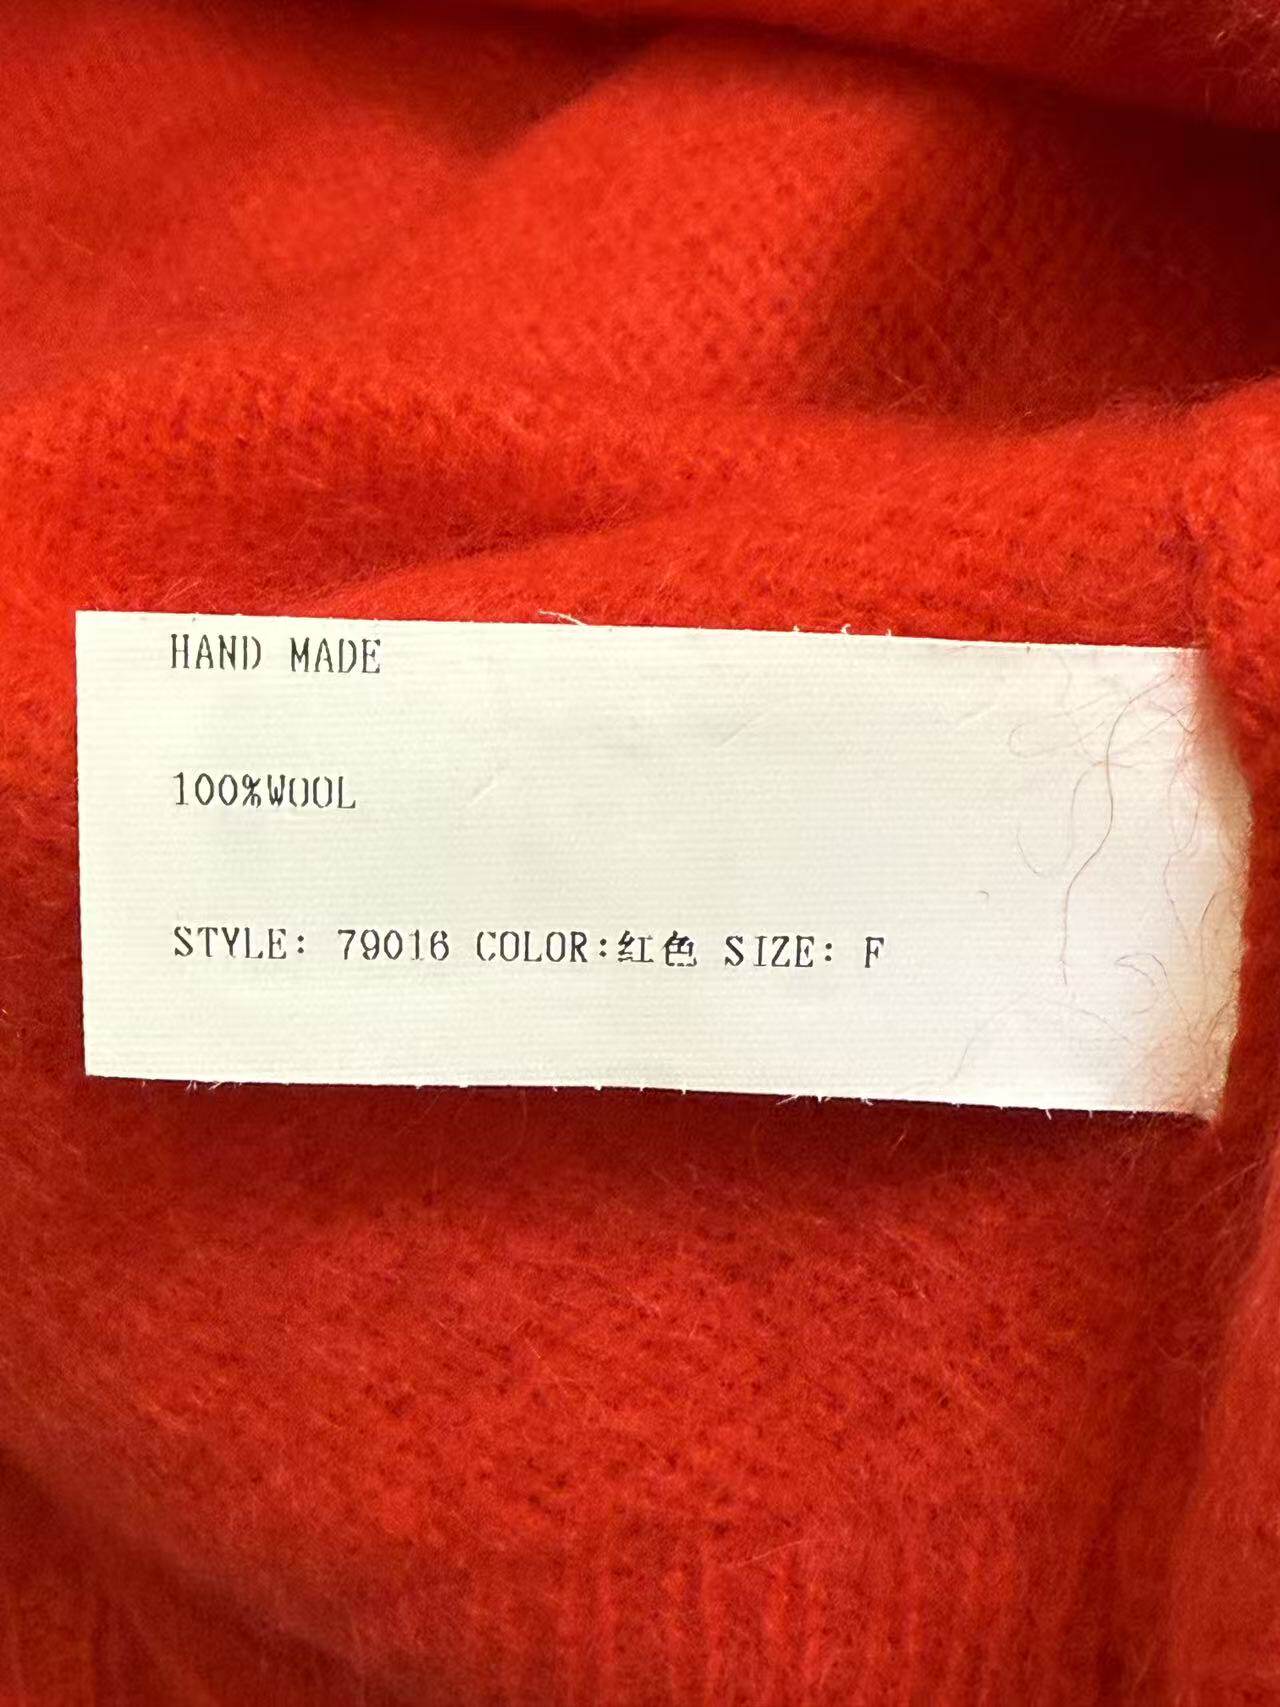 HAND MADE
100%WOOL
STYLE: 79016 COLOR:红色 SIZE: F